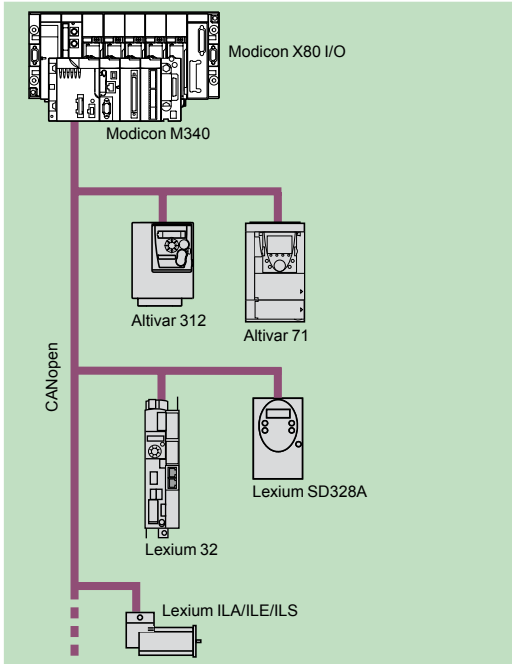 Modicon X80 I/O
Modicon M340
Altivar 312
Altivar 71
CANopen
Lexium SD328A
Lexium 32
Lexium ILA/ILE/ILS